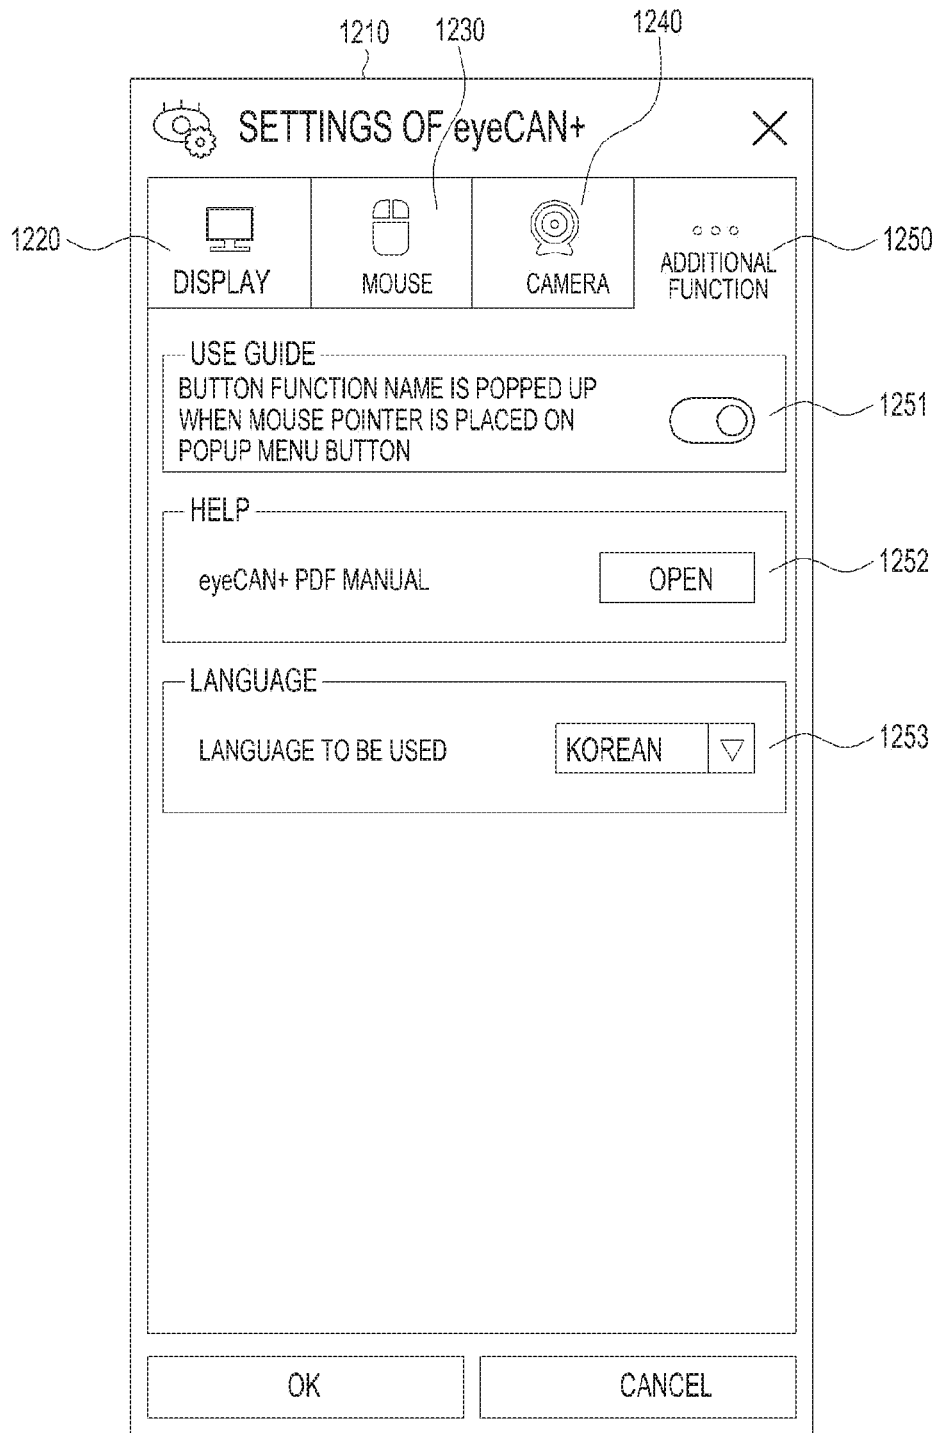 1210
1230
1240
SETTINGS OF eyeCAN+
1220
DISPLAY
MOUSE
CAMERA
ADDITIONAL
FUNCTION
1250
USE GUIDE
BUTTON FUNCTION NAME IS POPPED UP
WHEN MOUSE POINTER IS PLACED ON
POPUP MENU BUTTON
1251
HELP
eyeCAN+ PDF MANUAL
OPEN
1252
LANGUAGE
LANGUAGE TO BE USED
KOREAN
1253
OK
CANCEL